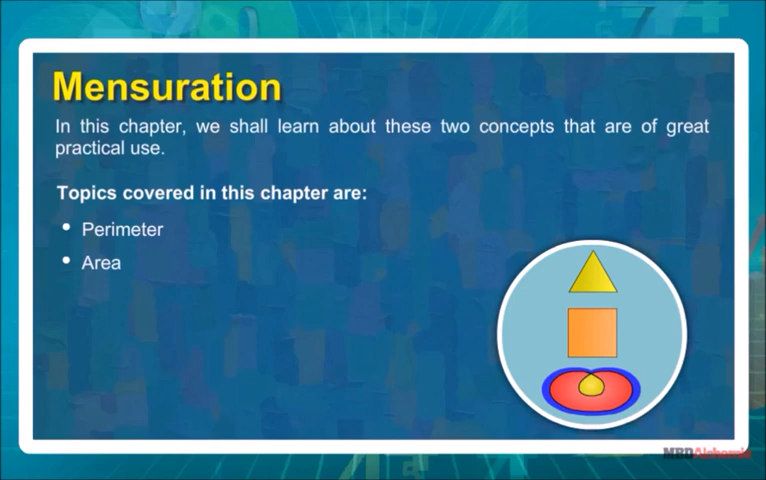 Mensuration
In this chapter, we shall learn about these two concepts that are of great
practical use.
Topics covered in this chapter are:
• Perimeter
• Area
MBDAlchemie